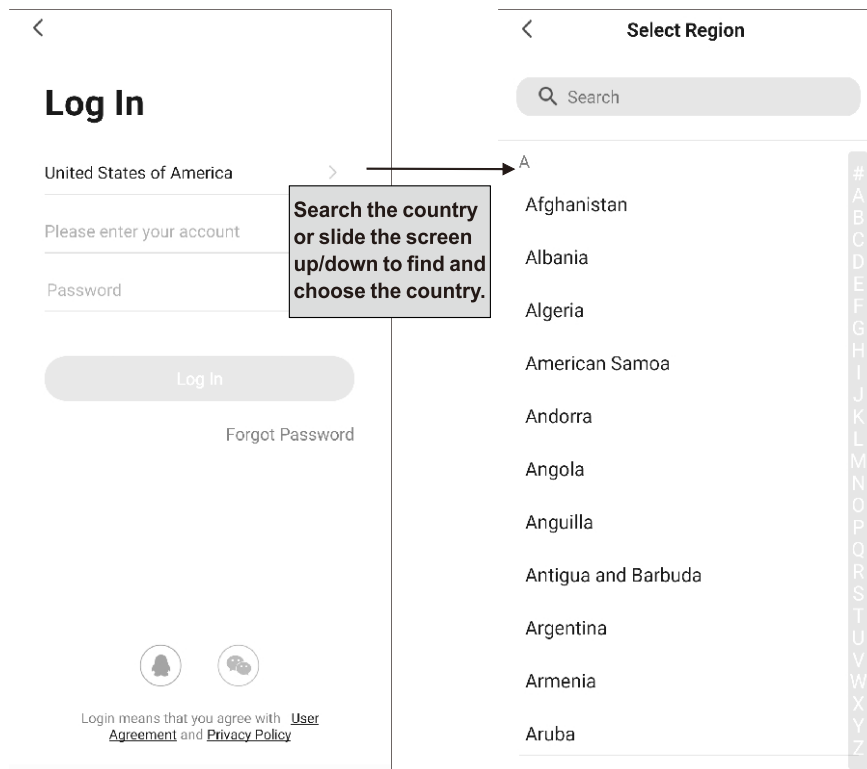 Log In
United States of America
Please enter your account
Password
Log In
Forgot Password
Login means that you agree with User
Agreement and Privacy Policy
Search the country
or slide the screen
up/down to find and
choose the country.
Select Region
Search
A
Afghanistan
Albania
Algeria
American Samoa
Andorra
Angola
Anguilla
Antigua and Barbuda
Argentina
Armenia
Aruba
#
A
B
C
D
E
F
G
H
I
J
K
L
M
N
O
P
Q
R
S
T
U
V
W
X
Y
Z